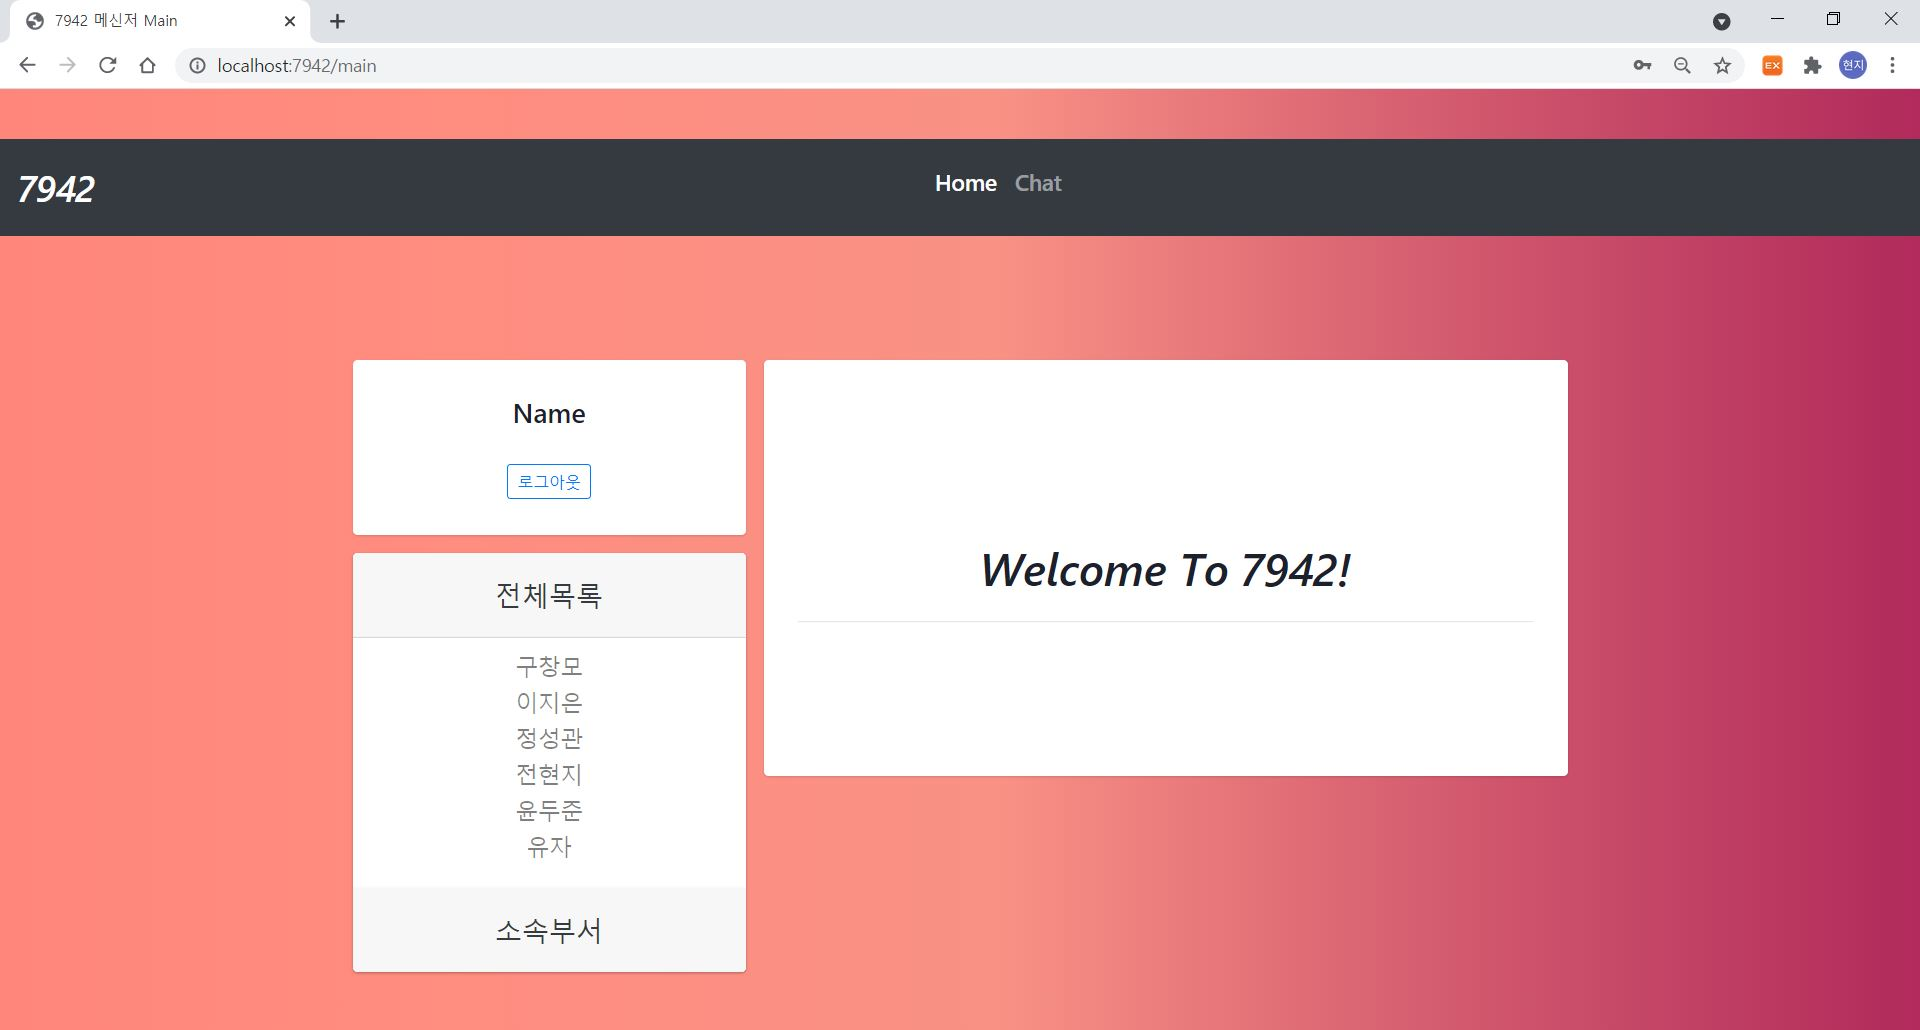 7942 메신저 Main
localhost:7942/main
EX
현지
7942
Home Chat
Name
로그아웃
전체목록
구창모
이지은
정성관
전현지
윤두준
유자
소속부서
Welcome To 7942!